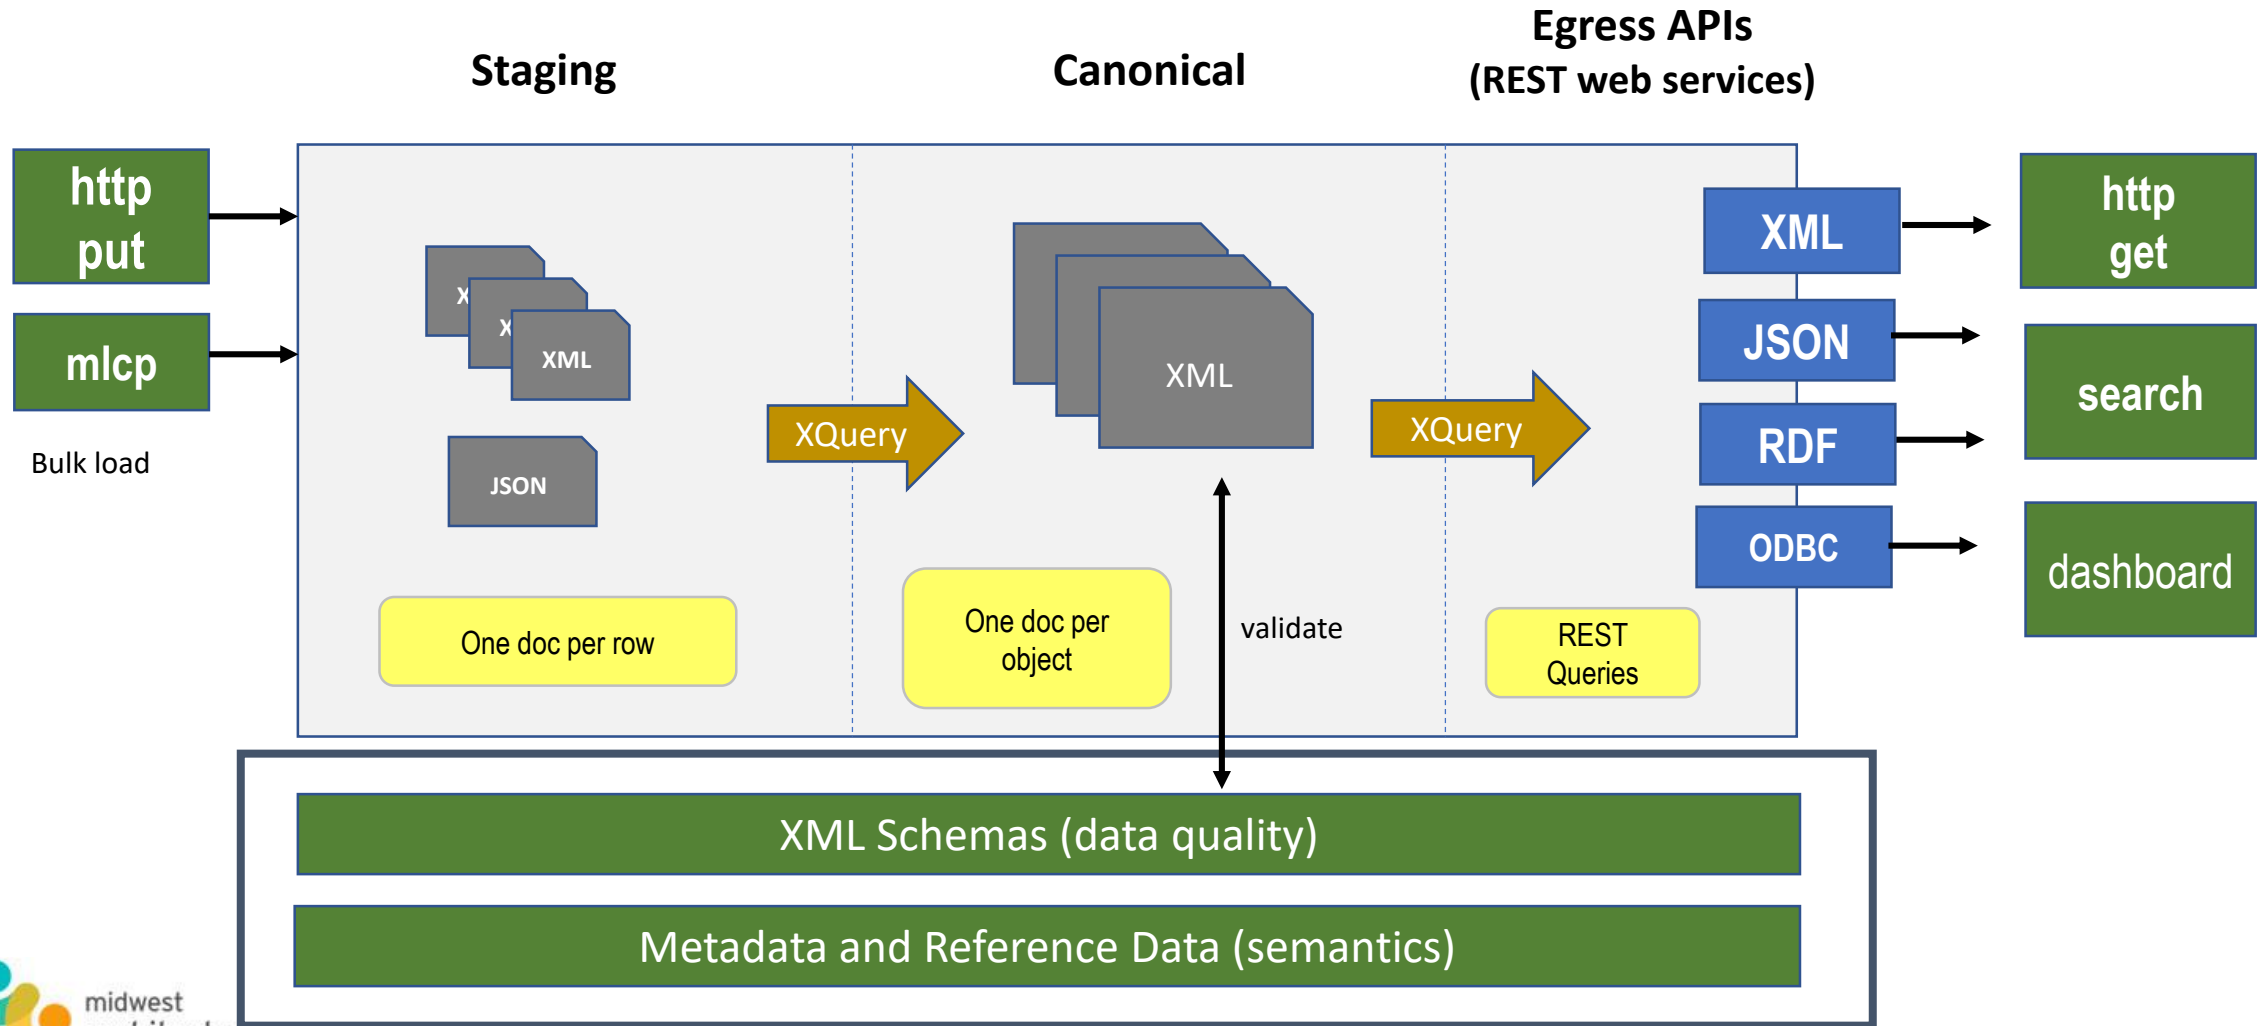 Staging
Canonical
Egress APIs
(REST web services)
http
put
mlcp
Bulk load
X
X
XML
JSON
One doc per row
XQuery
XML
One doc per
object
validate
XQuery
REST
Queries
XML
JSON
RDF
ODBC
http
get
search
dashboard
XML Schemas (data quality)
Metadata and Reference Data (semantics)
midwest